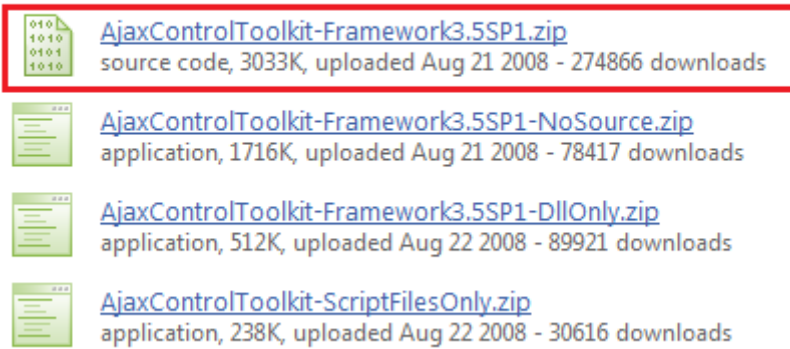 AjaxControlToolkit-Framework3.5SP1.zip
source code, 3033K, uploaded Aug 21 2008 - 274866 downloads
AjaxControlToolkit-Framework3.5SP1-NoSource.zip
application, 1716K, uploaded Aug 21 2008 - 78417 downloads
AjaxControlToolkit-Framework3.5SP1-DllOnly.zip
application, 512K, uploaded Aug 22 2008 - 89921 downloads
AjaxControlToolkit-ScriptFilesOnly.zip
application, 238K, uploaded Aug 22 2008 - 30616 downloads